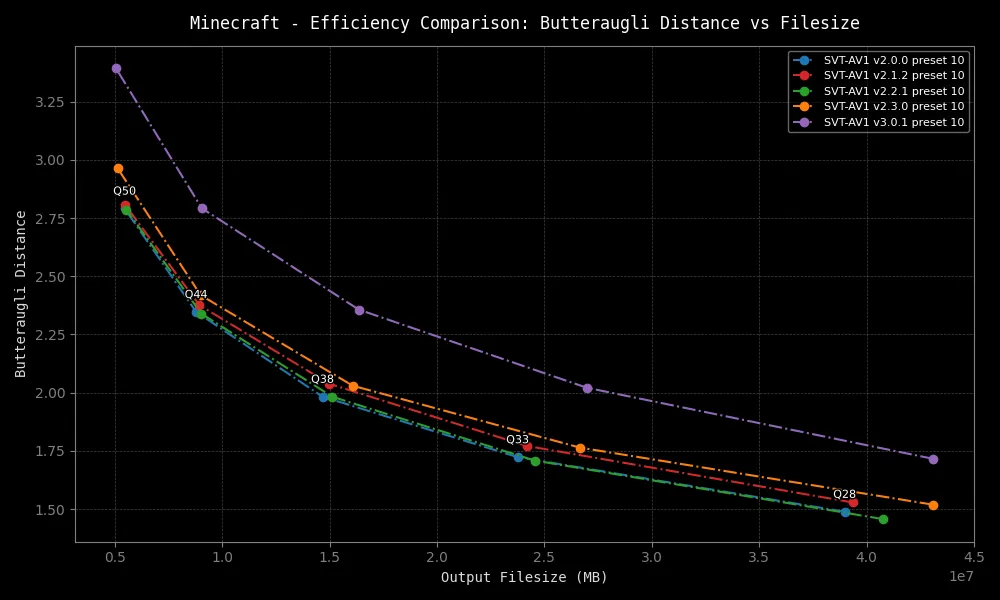 Minecraft - Efficiency Comparison: Butteraugli Distance vs Filesize
SVT-AV1 v2.0.0 preset 10
SVT-AV1 v2.1.2 preset 10
SVT-AV1 v2.2.1 preset 10
SVT-AV1 v2.3.0 preset 10
SVT-AV1 v3.0.1 preset 10
Butteraugli Distance
3.25
3.00
2.75
2.50
2.25
2.00
1.75
1.50
Q50
Q44
Q38
Q33
Q28
0.5 1.0 1.5 2.0 2.5 3.0 3.5 4.0 4.5
1e7
Output Filesize (MB)